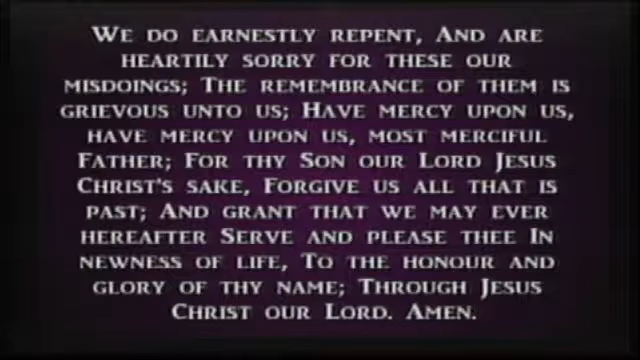 We do earnestly repent, And are
heartily sorry for these our
misdoings; The remembrance of them is
grievous unto us; Have mercy upon us,
have mercy upon us, most merciful
Father; For thy Son our Lord Jesus
Christ's sake, Forgive us all that is
past; And grant that we may ever
hereafter Serve and please thee In
newness of life, To the honour and
glory of thy name; Through Jesus
Christ our Lord. Amen.